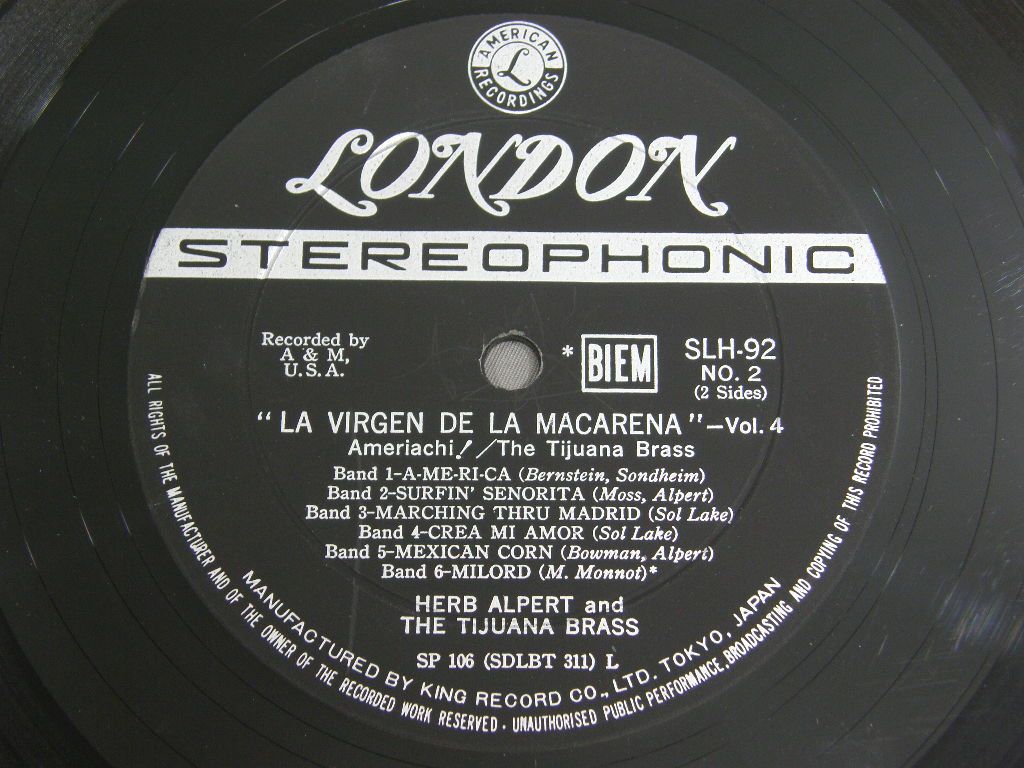 AMERICAN
L
RECORDINGS
LONDON
STEREOPHONIC
Recorded by
A & M,
U.S.A.
* BIEM
SLH-92
NO. 2
(2 Sides)
"LA VIRGEN DE LA MACARENA"—Vol. 4
Ameriachi!/The Tijuana Brass
Band 1-A-ME-RI-CA (Bernstein, Sondheim)
Band 2-SURFIN' SENORITA (Moss, Alpert)
Band 3-MARCHING THRU MADRID (Sol Lake)
Band 4-CREA MI AMOR (Sol Lake)
Band 5-MEXICAN CORN (Bowman, Alpert)
Band 6-MILORD (M. Monnot)*
HERB ALPERT and
THE TIJUANA BRASS
SP 106 (SDLBT 311) L
MANUFACTURED BY KING RECORD CO., LTD. TOKYO, JAPAN
ALL RIGHTS OF THE MANUFACTURER AND OF THE OWNER OF THE RECORDED WORK RESERVED · UNAUTHORISED PUBLIC PERFORMANCE, BROADCASTING AND COPYING OF THIS RECORD PROHIBITED